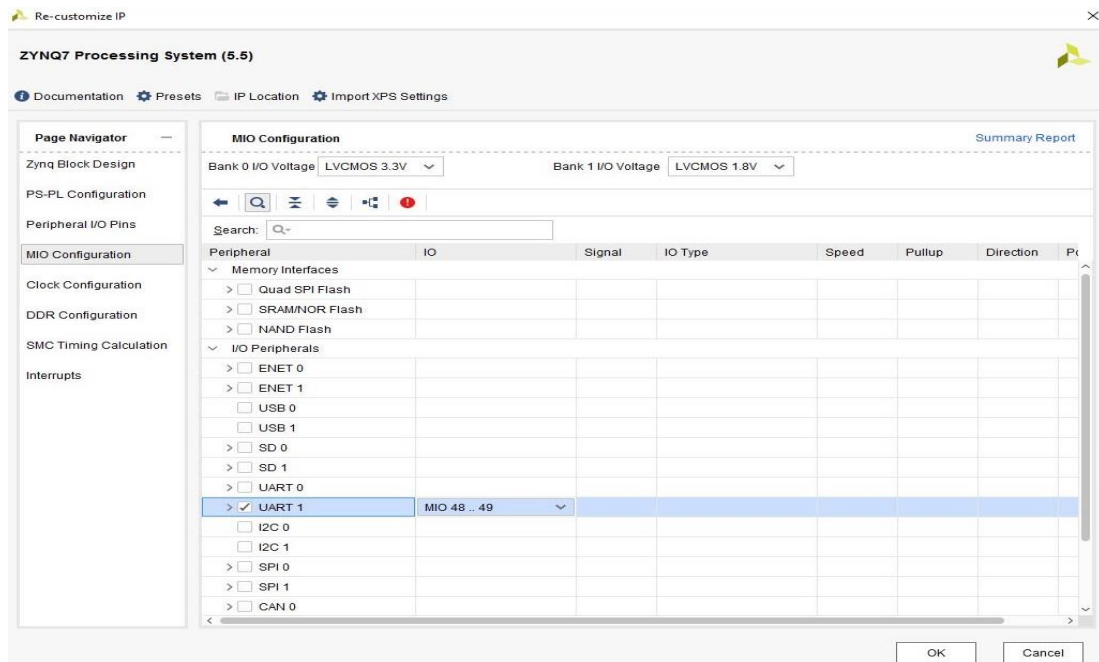 Re-customize IP
ZYNQ7 Processing System (5.5)
Documentation Presets IP Location Import XPS Settings
Page Navigator
Zynq Block Design
PS-PL Configuration
Peripheral I/O Pins
MIO Configuration
Clock Configuration
DDR Configuration
SMC Timing Calculation
Interrupts
MIO Configuration Summary Report
Bank 0 I/O Voltage LVCMOS 3.3V Bank 1 I/O Voltage LVCMOS 1.8V
Search:
Peripheral IO Signal IO Type Speed Pullup Direction
Memory Interfaces
Quad SPI Flash
SRAM/NOR Flash
NAND Flash
I/O Peripherals
ENET 0
ENET 1
USB 0
USB 1
SD 0
SD 1
UART 0
UART 1 MIO 48 .. 49
I2C 0
I2C 1
SPI 0
SPI 1
CAN 0
OK Cancel